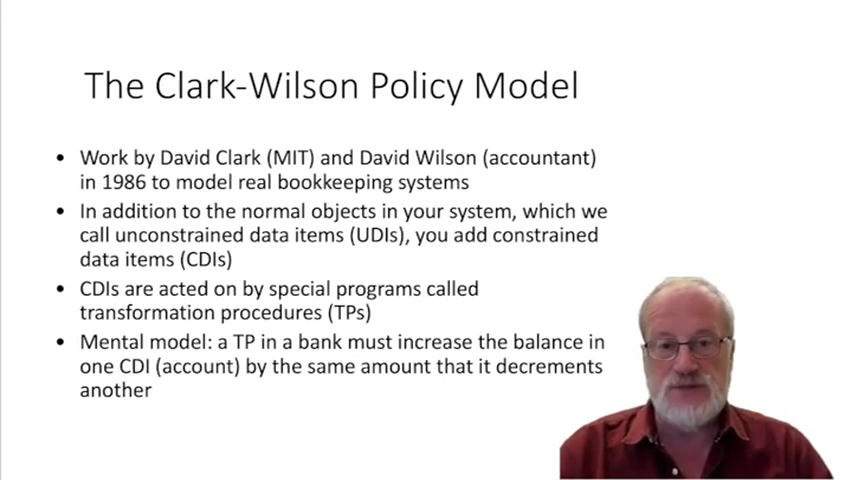 The Clark-Wilson Policy Model
• Work by David Clark (MIT) and David Wilson (accountant)
in 1986 to model real bookkeeping systems
• In addition to the normal objects in your system, which we
call unconstrained data items (UDIs), you add constrained
data items (CDIs)
• CDIs are acted on by special programs called
transformation procedures (TPs)
• Mental model: a TP in a bank must increase the balance in
one CDI (account) by the same amount that it decrements
another